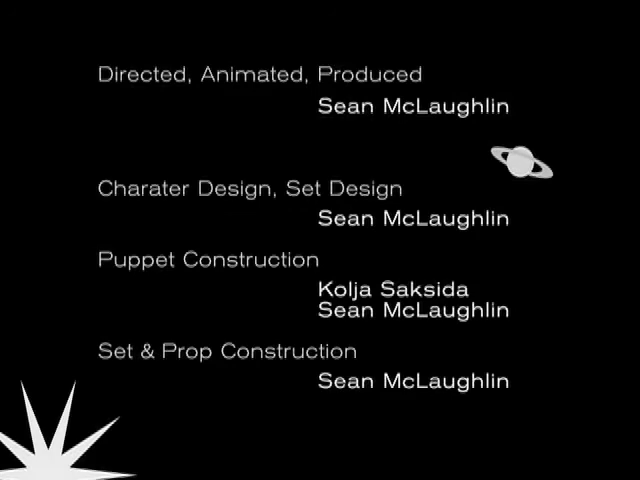 Directed, Animated, Produced
Sean McLaughlin
Charater Design, Set Design
Sean McLaughlin
Puppet Construction
Kolja Saksida
Sean McLaughlin
Set & Prop Construction
Sean McLaughlin